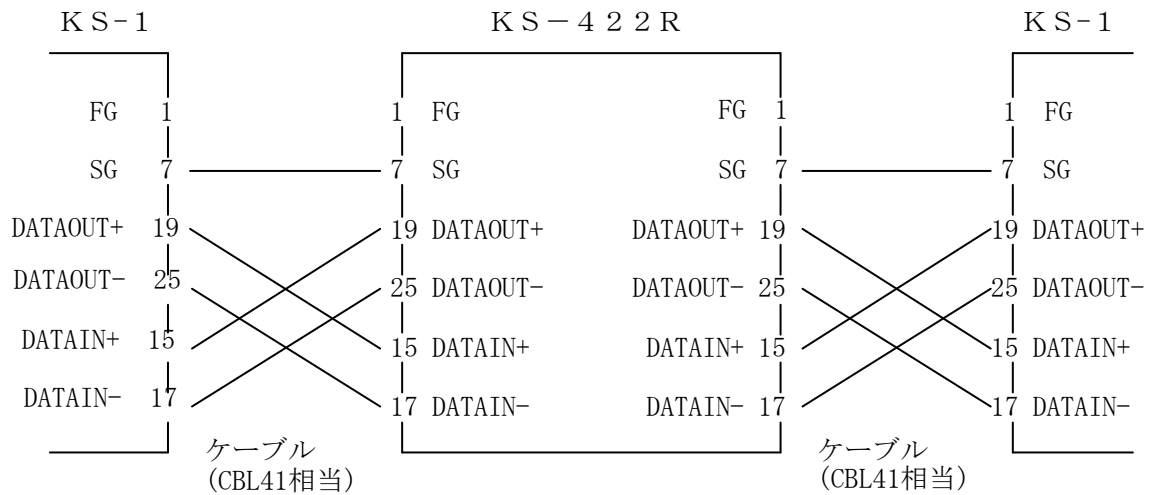 KS-1 KS-422R KS-1
FG 1 1 FG FG 1 1 FG
SG 7 7 SG SG 7 7 SG
DATAOUT+ 19 19 DATAOUT+ DATAOUT+ 19 19 DATAOUT+
DATAOUT- 25 25 DATAOUT- DATAOUT- 25 25 DATAOUT-
DATAIN+ 15 15 DATAIN+ DATAIN+ 15 15 DATAIN+
DATAIN- 17 17 DATAIN- DATAIN- 17 17 DATAIN-
ケーブル ケーブル
(CBL41相当) (CBL41相当)